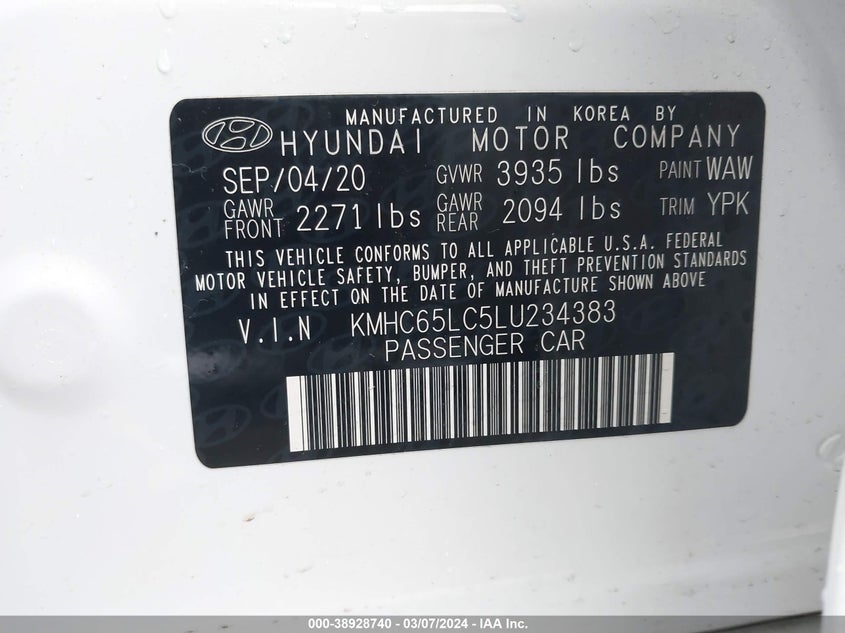 MANUFACTURED IN KOREA BY
HYUNDAI MOTOR COMPANY
SEP/04/20 GVWR 3935 lbs PAINT WAW
GAWR FRONT 2271 lbs GAWR REAR 2094 lbs TRIM YPK
THIS VEHICLE CONFORMS TO ALL APPLICABLE U.S.A. FEDERAL
MOTOR VEHICLE SAFETY, BUMPER, AND THEFT PREVENTION STANDARDS
IN EFFECT ON THE DATE OF MANUFACTURE SHOWN ABOVE
V.I.N KMHC65LC5LU234383
PASSENGER CAR
000-38928740 — 03/07/2024 — IAA Inc.